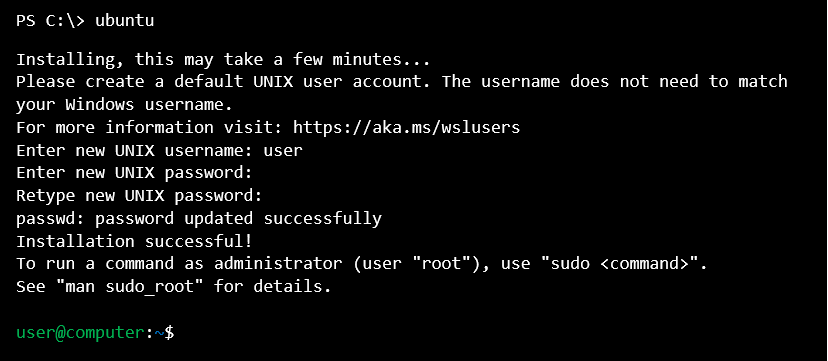 PS C:\> ubuntu
Installing, this may take a few minutes...
Please create a default UNIX user account. The username does not need to match
your Windows username.
For more information visit: https://aka.ms/wslusers
Enter new UNIX username: user
Enter new UNIX password:
Retype new UNIX password:
passwd: password updated successfully
Installation successful!
To run a command as administrator (user "root"), use "sudo <command>".
See "man sudo_root" for details.
user@computer:~$